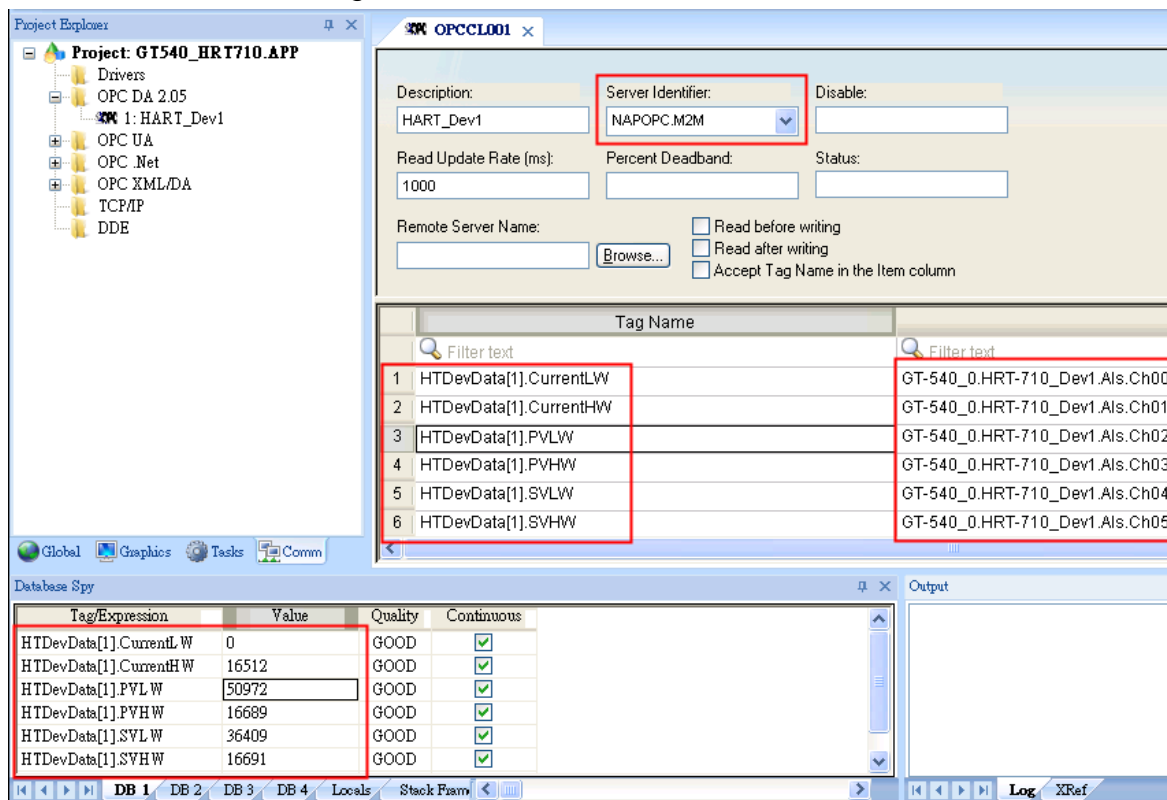 Project Explorer
OPCCL001
Project: GT540_HRT710.APP
Drivers
OPC DA 2.05
1: HART_Dev1
OPC UA
OPC .Net
OPC XML/DA
TCP/IP
DDE
Global Graphics Tasks Comm
Description: Server Identifier: Disable:
HART_Dev1 NAPOPC.M2M
Read Update Rate (ms): Percent Deadband: Status:
1000
Remote Server Name:
Browse...
Read before writing
Read after writing
Accept Tag Name in the Item column
Tag Name
Filter text Filter text
1 HTDevData[1].CurrentLW GT-540_0.HRT-710_Dev1.AIs.Ch00
2 HTDevData[1].CurrentHW GT-540_0.HRT-710_Dev1.AIs.Ch01
3 HTDevData[1].PVLW GT-540_0.HRT-710_Dev1.AIs.Ch02
4 HTDevData[1].PVHW GT-540_0.HRT-710_Dev1.AIs.Ch03
5 HTDevData[1].SVLW GT-540_0.HRT-710_Dev1.AIs.Ch04
6 HTDevData[1].SVHW GT-540_0.HRT-710_Dev1.AIs.Ch05
Database Spy
Tag/Expression Value Quality Continuous
HTDevData[1].CurrentLW 0 GOOD
HTDevData[1].CurrentHW 16512 GOOD
HTDevData[1].PVLW 50972 GOOD
HTDevData[1].PVHW 16689 GOOD
HTDevData[1].SVLW 36409 GOOD
HTDevData[1].SVHW 16691 GOOD
DB 1 DB 2 DB 3 DB 4 Locals Stack Fram
Output
Log XRef